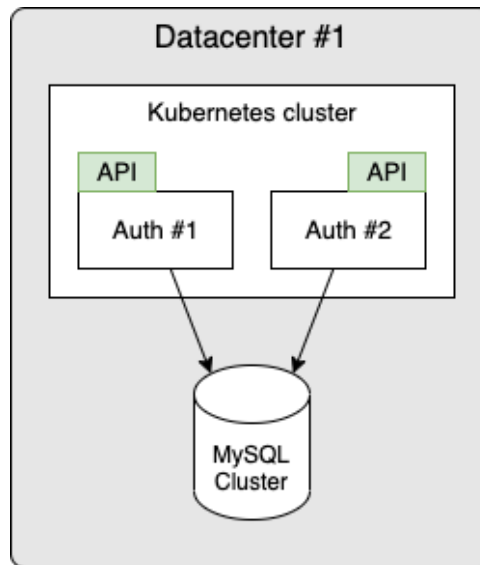 Datacenter #1
Kubernetes cluster
API
API
Auth #1
Auth #2
MySQL
Cluster